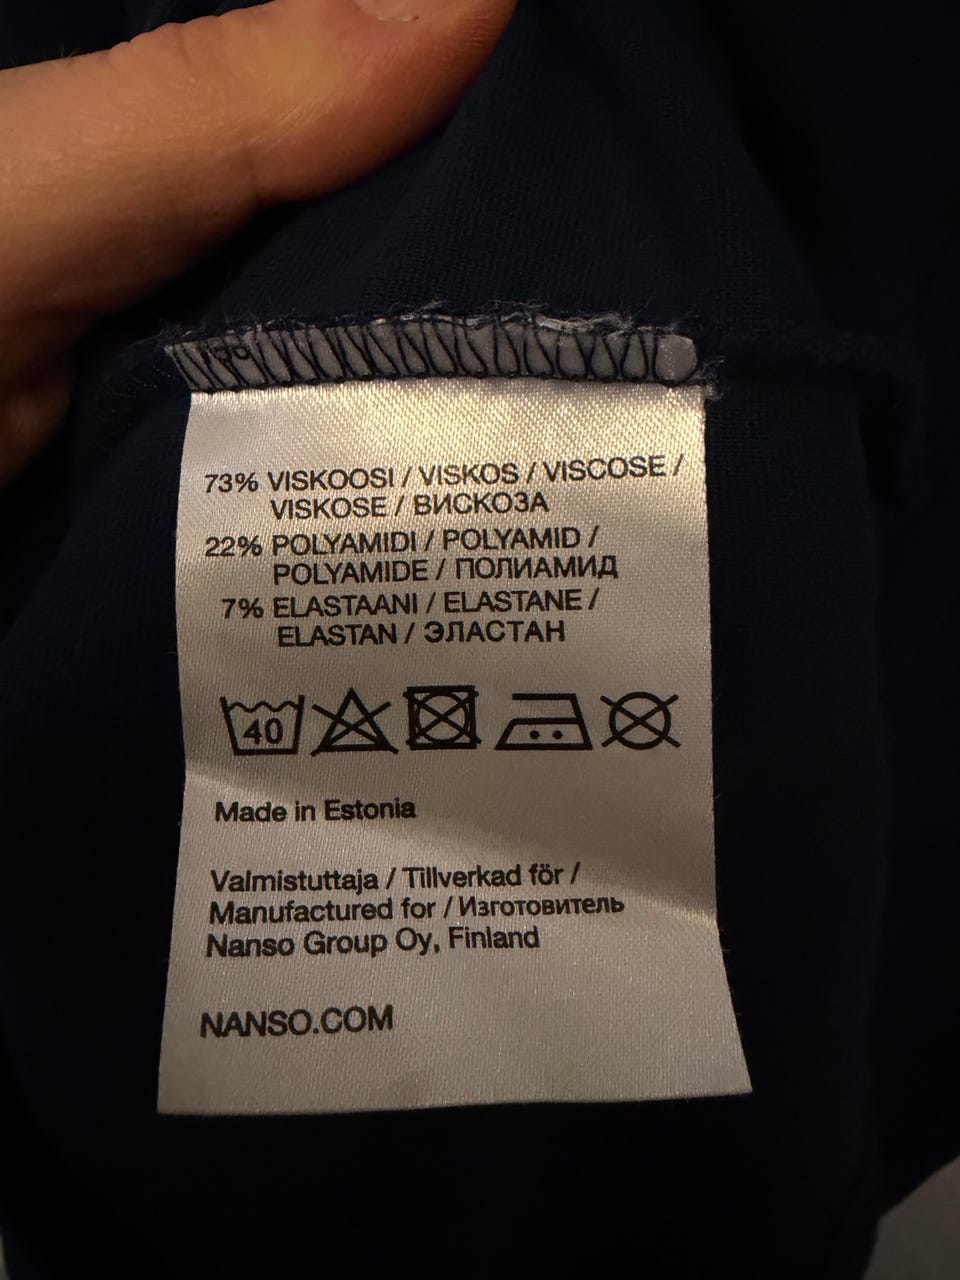 73% VISKOOSI / VISKOS / VISCOSE /
VISKOSE / ВИСКОЗА
22% POLYAMIDI / POLYAMID /
POLYAMIDE / ПОЛИАМИД
7% ELASTAANI / ELASTANE /
ELASTAN / ЭЛАСТАН
40
Made in Estonia
Valmistuttaja / Tillverkad för /
Manufactured for / Изготовитель
Nanso Group Oy, Finland
NANSO.COM